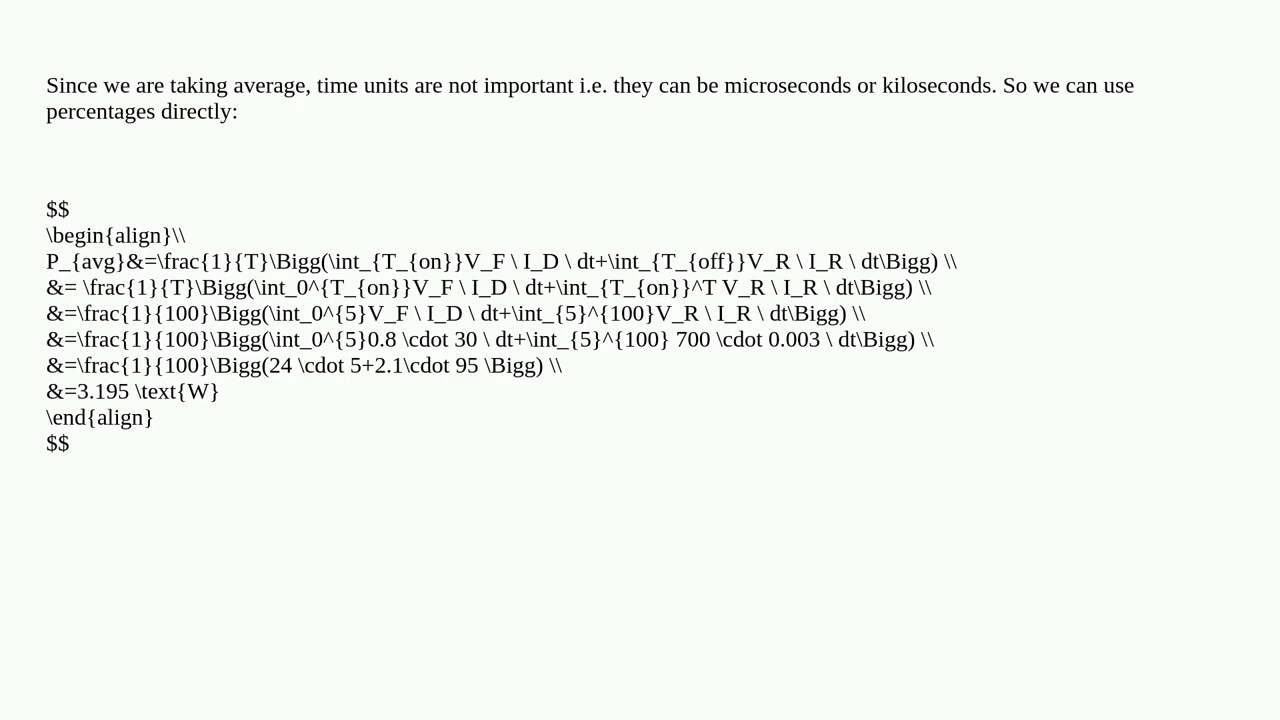 Since we are taking average, time units are not important i.e. they can be microseconds or kiloseconds. So we can use
percentages directly:
$$
\begin{align}\\
P_{avg}&=\frac{1}{T}\Bigg(\int_{T_{on}}V_F \ I_D \ dt+\int_{T_{off}}V_R \ I_R \ dt\Bigg) \\
&= \frac{1}{T}\Bigg(\int_0^{T_{on}}V_F \ I_D \ dt+\int_{T_{on}}^T V_R \ I_R \ dt\Bigg) \\
&=\frac{1}{100}\Bigg(\int_0^{5}V_F \ I_D \ dt+\int_{5}^{100}V_R \ I_R \ dt\Bigg) \\
&=\frac{1}{100}\Bigg(\int_0^{5}0.8 \cdot 30 \ dt+\int_{5}^{100} 700 \cdot 0.003 \ dt\Bigg) \\
&=\frac{1}{100}\Bigg(24 \cdot 5+2.1\cdot 95 \Bigg) \\
&=3.195 \text{W}
\end{align}
$$